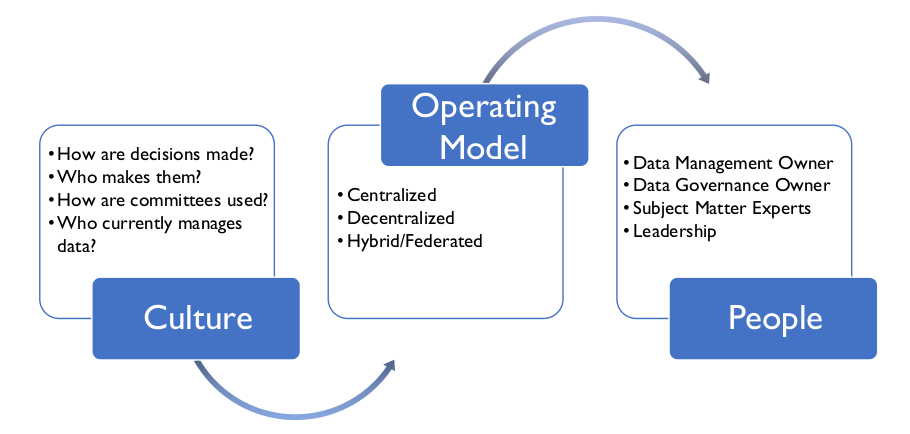 • How are decisions made?
• Who makes them?
• How are committees used?
• Who currently manages
data?
Culture
Operating
Model
• Centralized
• Decentralized
• Hybrid/Federated
• Data Management Owner
• Data Governance Owner
• Subject Matter Experts
• Leadership
People